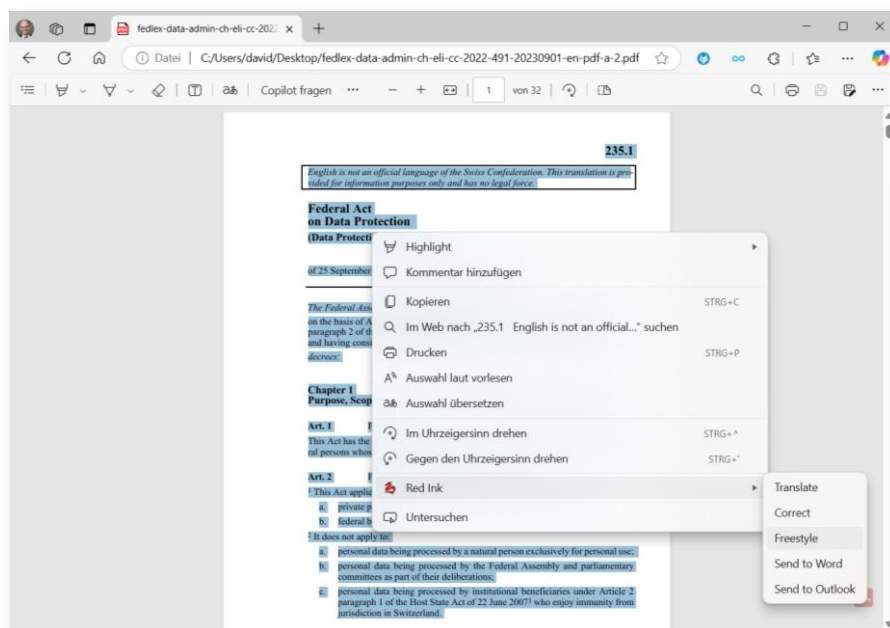 fedlex-data-admin-ch-eli-cc-2022
Datei | C:/Users/david/Desktop/fedlex-data-admin-ch-eli-cc-2022-491-20230901-en-pdf-a-2.pdf
Copilot fragen 1 von 32
235.1
English is not an official language of the Swiss Confederation. This translation is pro-
vided for information purposes only and has no legal force.
Federal Act
on Data Protection
(Data Protecti
of 25 September
The Federal Ass
on the basis of A
paragraph 2 of th
and having consi
decrees:
Chapter 1
Purpose, Scop
Art. 1
This Act has the
ral persons whos
Art. 2
1 This Act applie
a. private p
b. federal b
2 It does not apply to:
a. personal data being processed by a natural person exclusively for personal use;
b. personal data being processed by the Federal Assembly and parliamentary
committees as part of their deliberations;
c. personal data being processed by institutional beneficiaries under Article 2
paragraph 1 of the Host State Act of 22 June 2007³ who enjoy immunity from
jurisdiction in Switzerland.
Highlight
Kommentar hinzufügen
Kopieren STRG+C
Im Web nach „235.1 English is not an official..." suchen
Drucken STRG+P
Auswahl laut vorlesen
Auswahl übersetzen
Im Uhrzeigersinn drehen STRG+^
Gegen den Uhrzeigersinn drehen STRG+'
Red Ink
Untersuchen
Translate
Correct
Freestyle
Send to Word
Send to Outlook